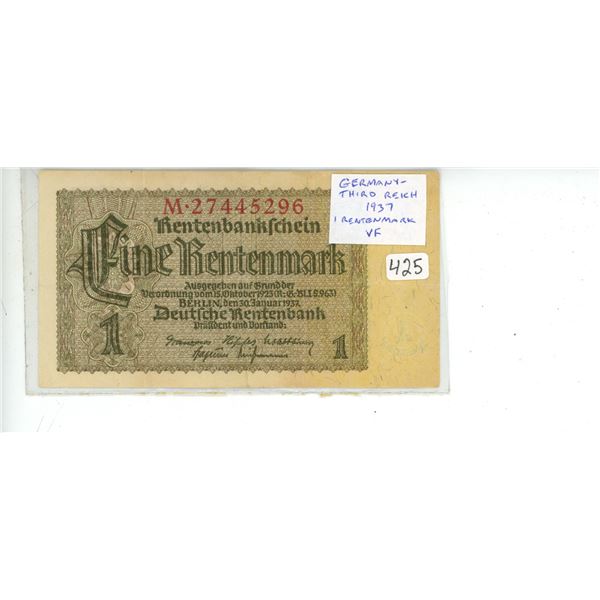 M·27445296
Rentenbankschein
Eine Rentenmark
Ausgegeben auf Grund der
Verordnung vom 15.Oktober 1923 (R.-G.-Bl.I S.963)
BERLIN, den 30. Januar 1937
Deutsche Rentenbank
Präsident und Vorstand:
1
1
GERMANY-
THIRD REICH
1937
1 RENTENMARK
VF
425